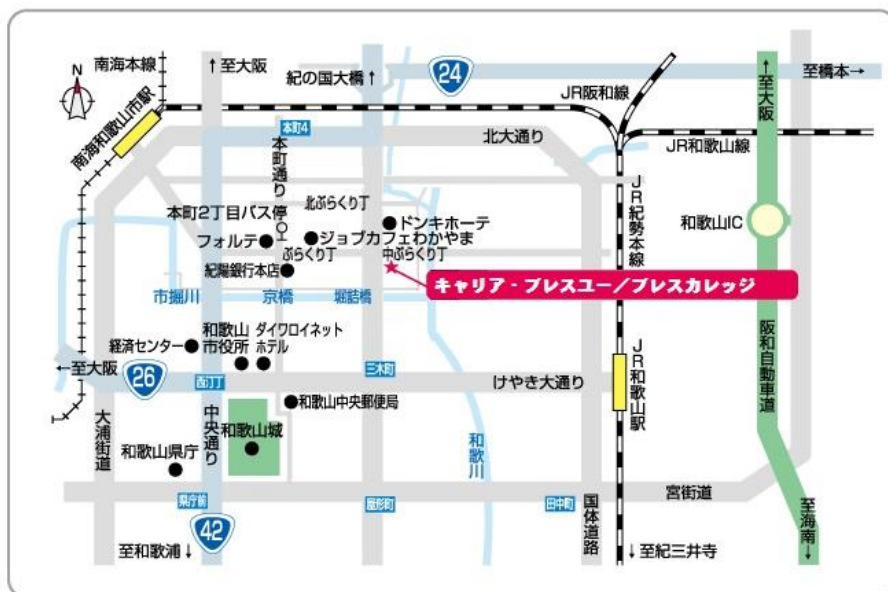 N
南海本線
↑至大阪
紀の国大橋↑
24
至橋本→
JR阪和線
↑至大阪
南海和歌山市駅
本町4
北大通り
JR和歌山線
本町通り
北ぶらくり丁
JR紀勢本線
本町2丁目バス停
ドンキホーテ
和歌山IC
フォルテ
ジョブカフェわかやま
ぶらくり丁
中ぶらくり丁
紀陽銀行本店
キャリア・ブレスユー/ブレスカレッジ
市堀川
京橋
堀詰橋
阪和自動車道
経済センター
和歌山市役所
ダイワロイネットホテル
←至大阪
26
西汀丁
三木町
けやき大通り
JR和歌山駅
和歌山中央郵便局
大浦街道
中央通り
和歌山城
和歌川
和歌山県庁
県庁前
屋形町
田中町
国体道路
宮街道
至海南↓
42
至和歌浦↓
↓至紀三井寺